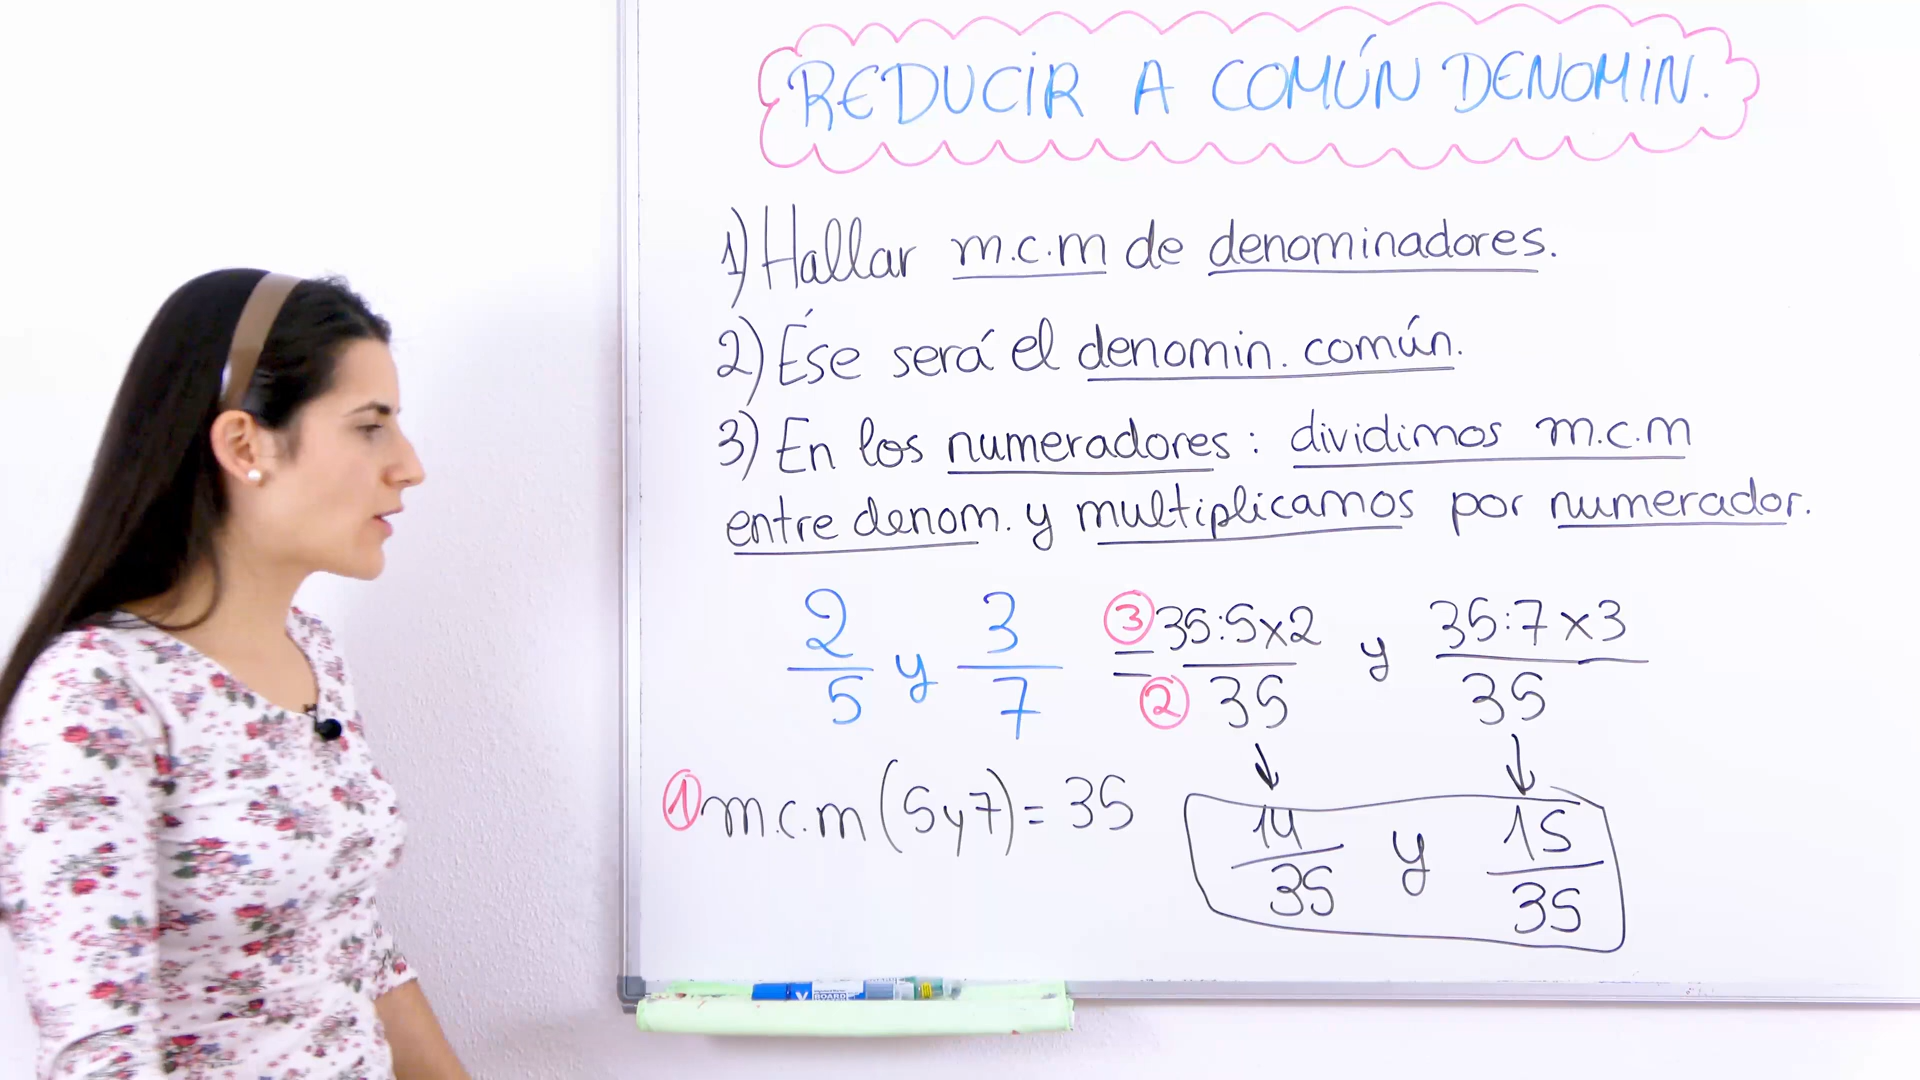 REDUCIR A COMÚN DENOMIN.
1) Hallar m.c.m de denominadores.
2) Ése será el denomin. común.
3) En los numeradores: dividimos m.c.m
entre denom. y multiplicamos por numerador.
2/5 y 3/7 = ③ 35:5x2 / ② 35 y 35:7x3 / 35
① m.c.m (5 y 7) = 35
↓ ↓
14/35 y 15/35
V BOARD